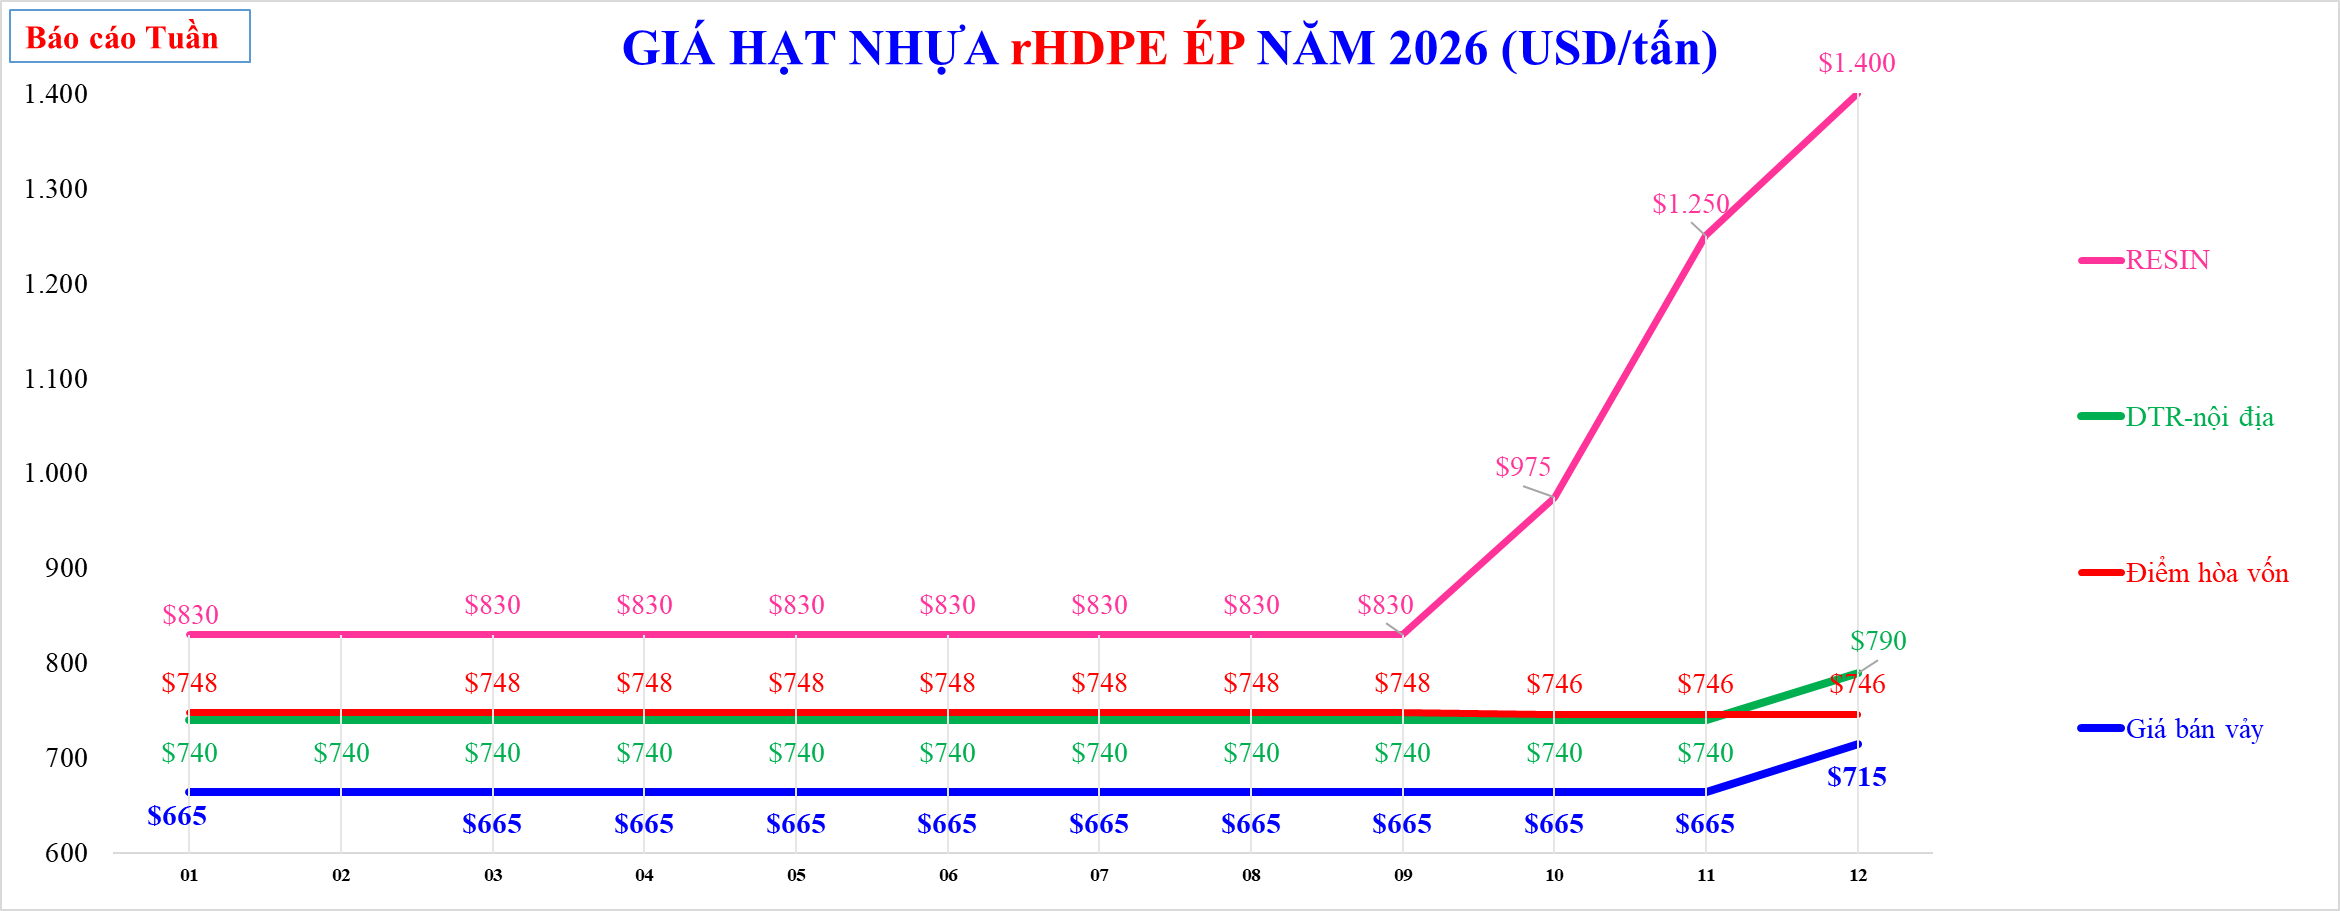 Báo cáo Tuần
GIÁ HẠT NHỰA rHDPE ÉP NĂM 2026 (USD/tấn)
1.400
1.300
1.200
1.100
1.000
900
800
700
600
$1.400
$1.250
$975
$830 $830 $830 $830 $830 $830 $830 $830
$790
$748 $748 $748 $748 $748 $748 $748 $748 $746 $746 $746
$740 $740 $740 $740 $740 $740 $740 $740 $740 $740 $740
$715
$665 $665 $665 $665 $665 $665 $665 $665 $665 $665
01 02 03 04 05 06 07 08 09 10 11 12
RESIN
DTR-nội địa
Điểm hòa vốn
Giá bán vảy